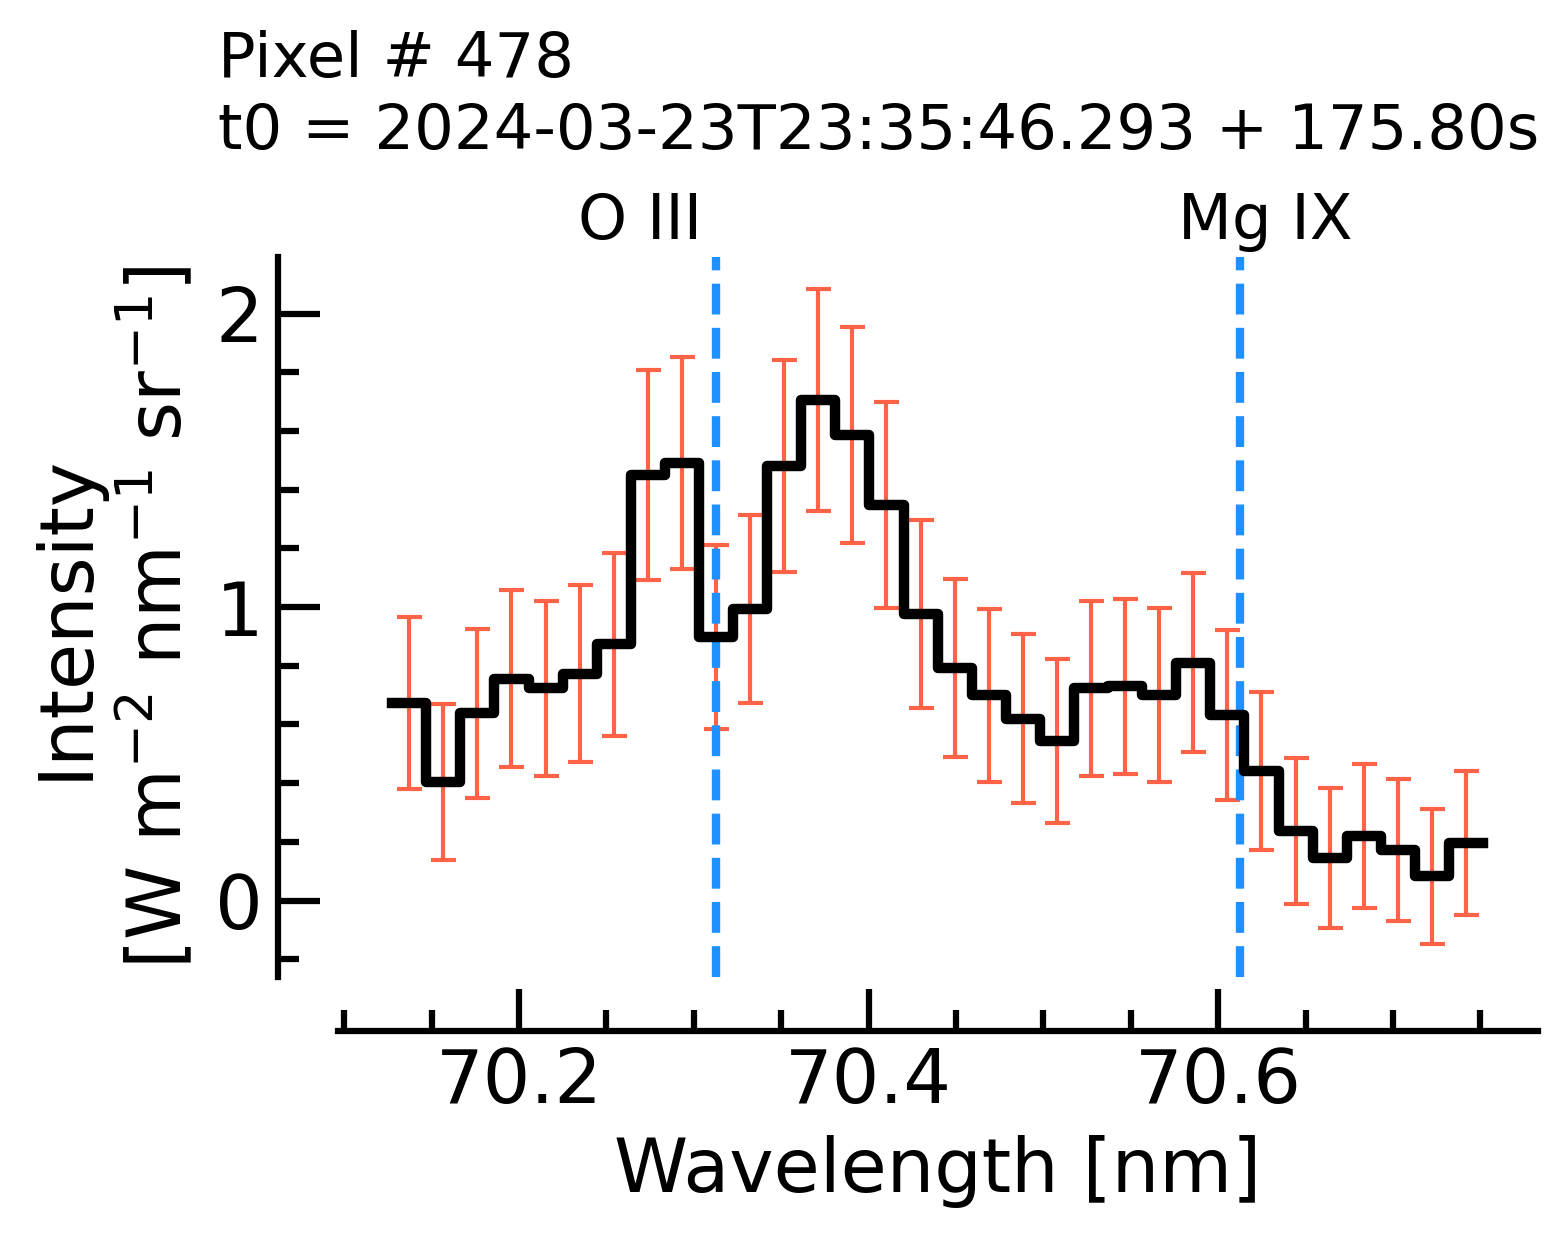 Pixel # 478
t0 = 2024-03-23T23:35:46.293 + 175.80s
O III
Mg IX
Intensity
[W m⁻² nm⁻¹ sr⁻¹]
2
1
0
70.2
70.4
70.6
Wavelength [nm]